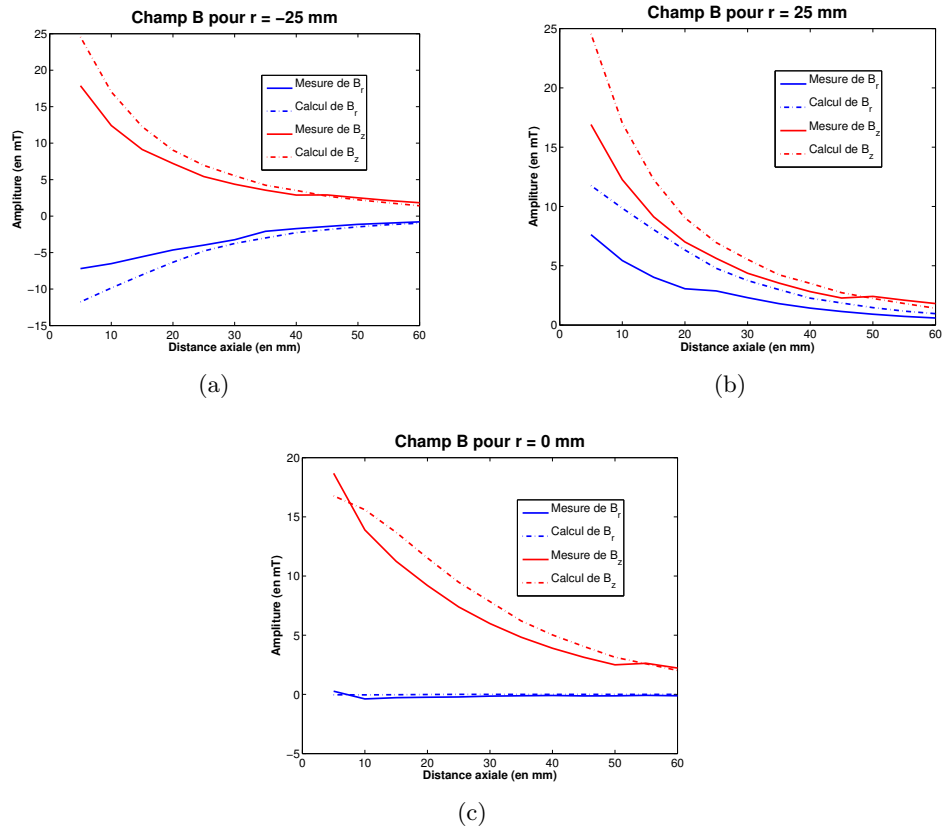 Champ B pour r = −25 mm
25
20
15
10
5
0
−5
−10
−15
Ampliture (en mT)
Mesure de B_r
Calcul de B_r
Mesure de B_z
Calcul de B_z
0 10 20 30 40 50 60
Distance axiale (en mm)
(a)
Champ B pour r = 25 mm
25
20
15
10
5
0
Ampliture (en mT)
Mesure de B_r
Calcul de B_r
Mesure de B_z
Calcul de B_z
0 10 20 30 40 50 60
Distance axiale (en mm)
(b)
Champ B pour r = 0 mm
20
15
10
5
0
−5
Ampliture (en mT)
Mesure de B_r
Calcul de B_r
Mesure de B_z
Calcul de B_z
0 10 20 30 40 50 60
Distance axiale (en mm)
(c)